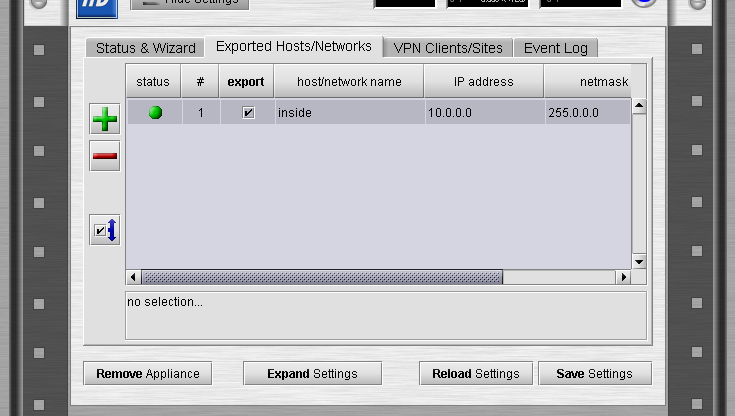 Hide Settings
Status & Wizard Exported Hosts/Networks VPN Clients/Sites Event Log
status # export host/network name IP address netmask
1 inside 10.0.0.0 255.0.0.0
no selection...
Remove Appliance Expand Settings Reload Settings Save Settings